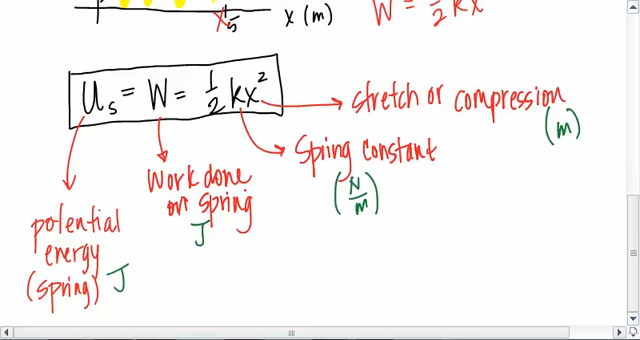 x (m)
W = 1/2 kx
Us = W = 1/2 kx²
stretch or compression
(m)
Spring constant
(N/m)
Work done
on spring
J
potential
energy
(spring) J